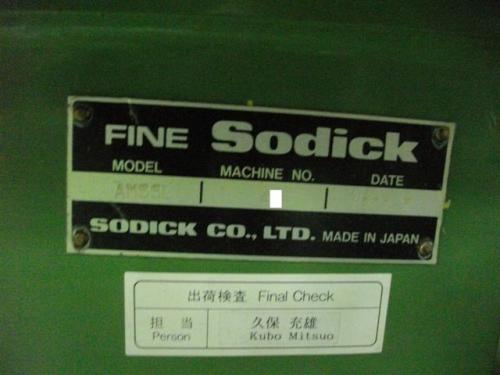 FINE Sodick
MODEL MACHINE NO. DATE
SODICK CO., LTD. MADE IN JAPAN
出荷検査 Final Check
担当 久保 充雄
Person Kubo Mitsuo